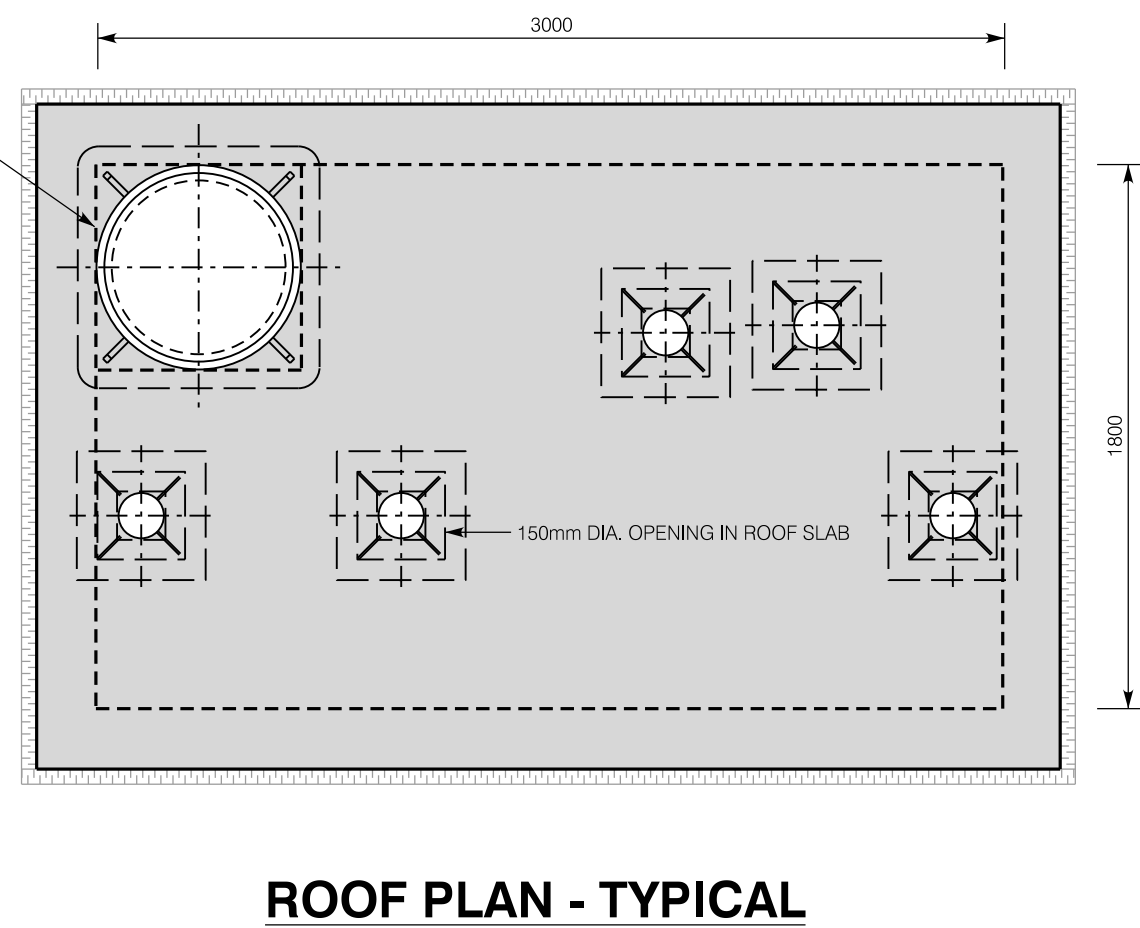 3000
1800
150mm DIA. OPENING IN ROOF SLAB
ROOF PLAN - TYPICAL